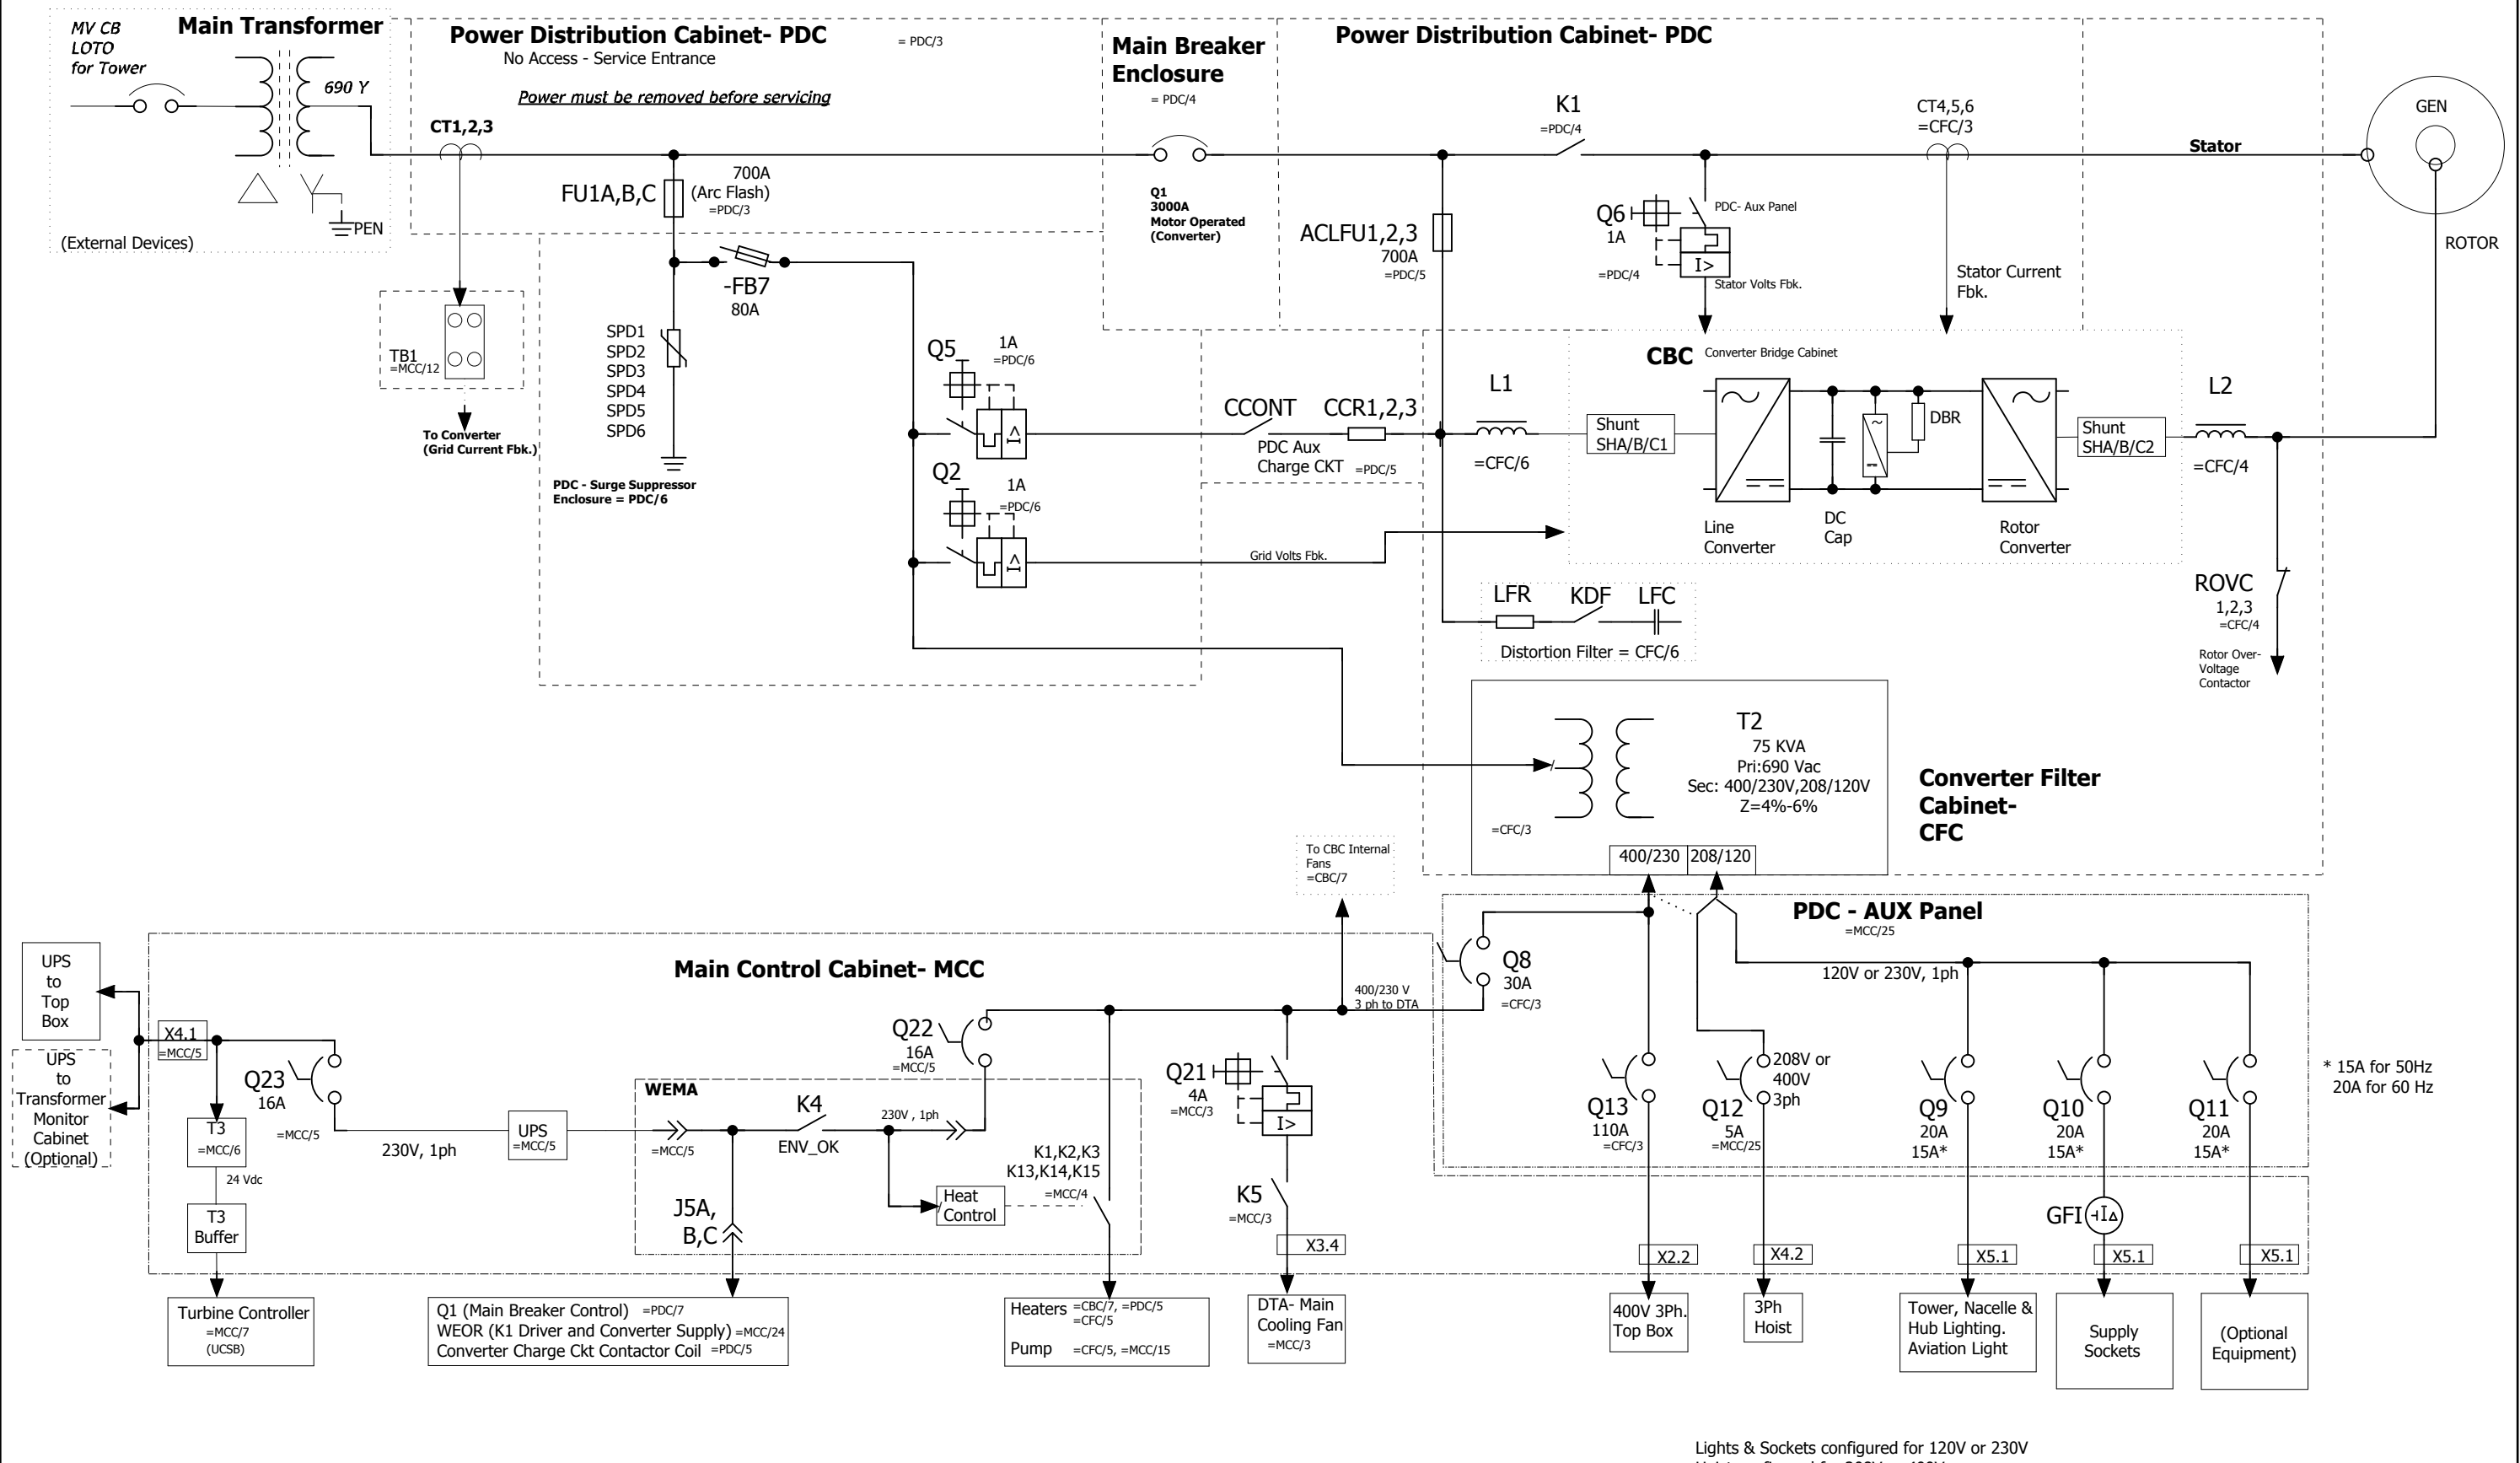 MV CB
LOTO
for Tower
Main Transformer
690 Y
PEN
(External Devices)
Power Distribution Cabinet- PDC
= PDC/3
No Access - Service Entrance
Power must be removed before servicing
CT1,2,3
FU1A,B,C
700A
(Arc Flash)
=PDC/3
Main Breaker
Enclosure
= PDC/4
Q1
3000A
Motor Operated
(Converter)
Power Distribution Cabinet- PDC
K1
=PDC/4
CT4,5,6
=CFC/3
Stator
GEN
ROTOR
ACLFU1,2,3
700A
=PDC/5
Q6
1A
=PDC/4
PDC- Aux Panel
I>
Stator Volts Fbk.
Stator Current
Fbk.
TB1
=MCC/12
To Converter
(Grid Current Fbk.)
-FB7
80A
SPD1
SPD2
SPD3
SPD4
SPD5
SPD6
PDC - Surge Suppressor
Enclosure = PDC/6
Q5
1A
=PDC/6
I>
Q2
1A
=PDC/6
I>
CCONT
CCR1,2,3
PDC Aux
Charge CKT
=PDC/5
Grid Volts Fbk.
L1
=CFC/6
CBC
Converter Bridge Cabinet
Shunt
SHA/B/C1
Line
Converter
DC
Cap
DBR
Rotor
Converter
Shunt
SHA/B/C2
L2
=CFC/4
ROVC
1,2,3
=CFC/4
Rotor Over-
Voltage
Contactor
LFR
KDF
LFC
Distortion Filter = CFC/6
T2
75 KVA
Pri:690 Vac
Sec: 400/230V,208/120V
Z=4%-6%
=CFC/3
400/230
208/120
Converter Filter
Cabinet-
CFC
To CBC Internal
Fans
=CBC/7
PDC - AUX Panel
=MCC/25
Q8
30A
=CFC/3
120V or 230V, 1ph
Q13
110A
=CFC/3
208V or
400V
3ph
Q12
5A
=MCC/25
Q9
20A
15A*
Q10
20A
15A*
Q11
20A
15A*
* 15A for 50Hz
20A for 60 Hz
GFI
X2.2
X4.2
X5.1
X5.1
X5.1
400V 3Ph.
Top Box
3Ph
Hoist
Tower, Nacelle &
Hub Lighting.
Aviation Light
Supply
Sockets
(Optional
Equipment)
Main Control Cabinet- MCC
UPS
to
Top
Box
UPS
to
Transformer
Monitor
Cabinet
(Optional)
X4.1
=MCC/5
Q23
16A
=MCC/5
T3
=MCC/6
24 Vdc
T3
Buffer
230V, 1ph
UPS
=MCC/5
WEMA
=MCC/5
K4
ENV_OK
230V , 1ph
Q22
16A
=MCC/5
J5A,
B,C
Heat
Control
K1,K2,K3
K13,K14,K15
=MCC/4
400/230 V
3 ph to DTA
Q21
4A
=MCC/3
I>
K5
=MCC/3
X3.4
Turbine Controller
=MCC/7
(UCSB)
Q1 (Main Breaker Control) =PDC/7
WEOR (K1 Driver and Converter Supply) =MCC/24
Converter Charge Ckt Contactor Coil =PDC/5
Heaters =CBC/7, =PDC/5
=CFC/5
Pump =CFC/5, =MCC/15
DTA- Main
Cooling Fan
=MCC/3
Lights & Sockets configured for 120V or 230V